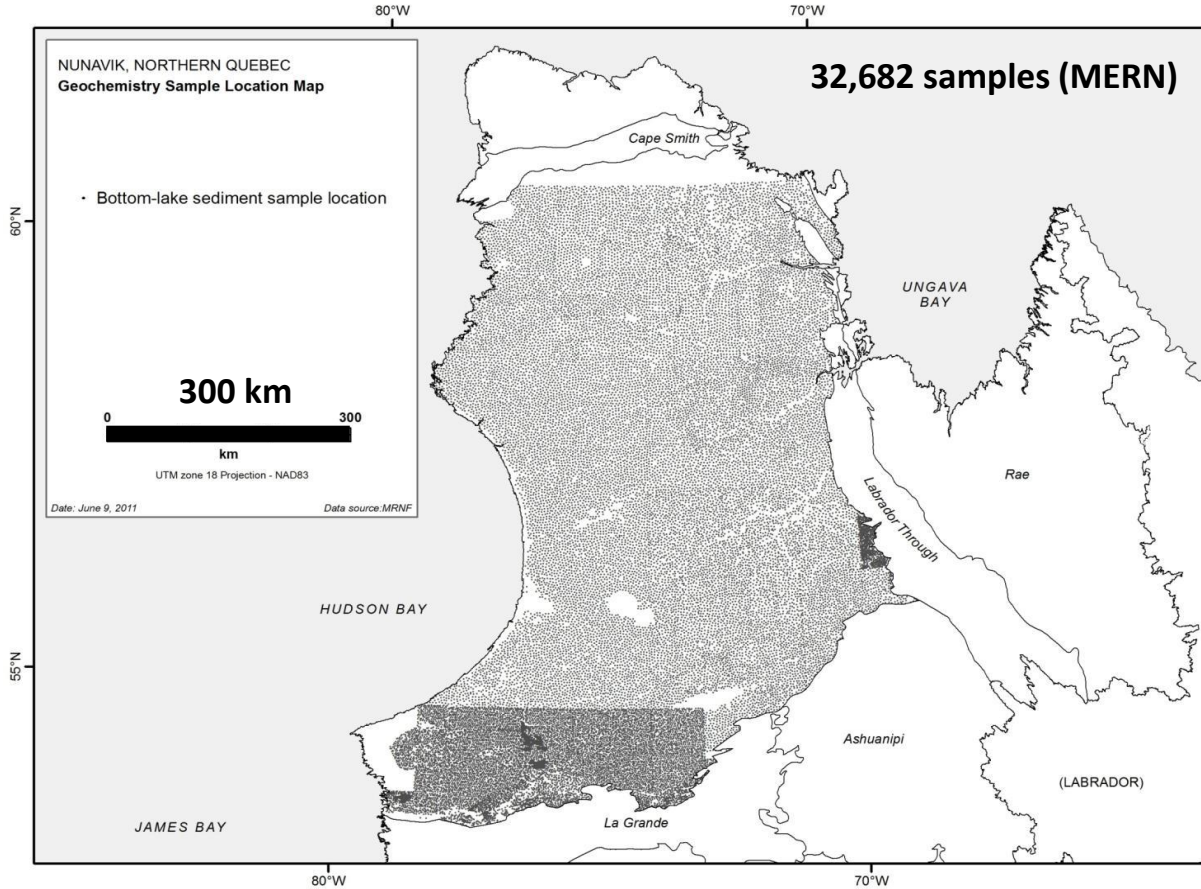 80°W
70°W
NUNAVIK, NORTHERN QUEBEC
Geochemistry Sample Location Map
32,682 samples (MERN)
Cape Smith
· Bottom-lake sediment sample location
60°N
60°N
UNGAVA
BAY
300 km
0 300
km
UTM zone 18 Projection - NAD83
Date: June 9, 2011 Data source:MRNF
Rae
Labrador Through
HUDSON BAY
55°N
Ashuanipi
(LABRADOR)
La Grande
JAMES BAY
80°W
70°W